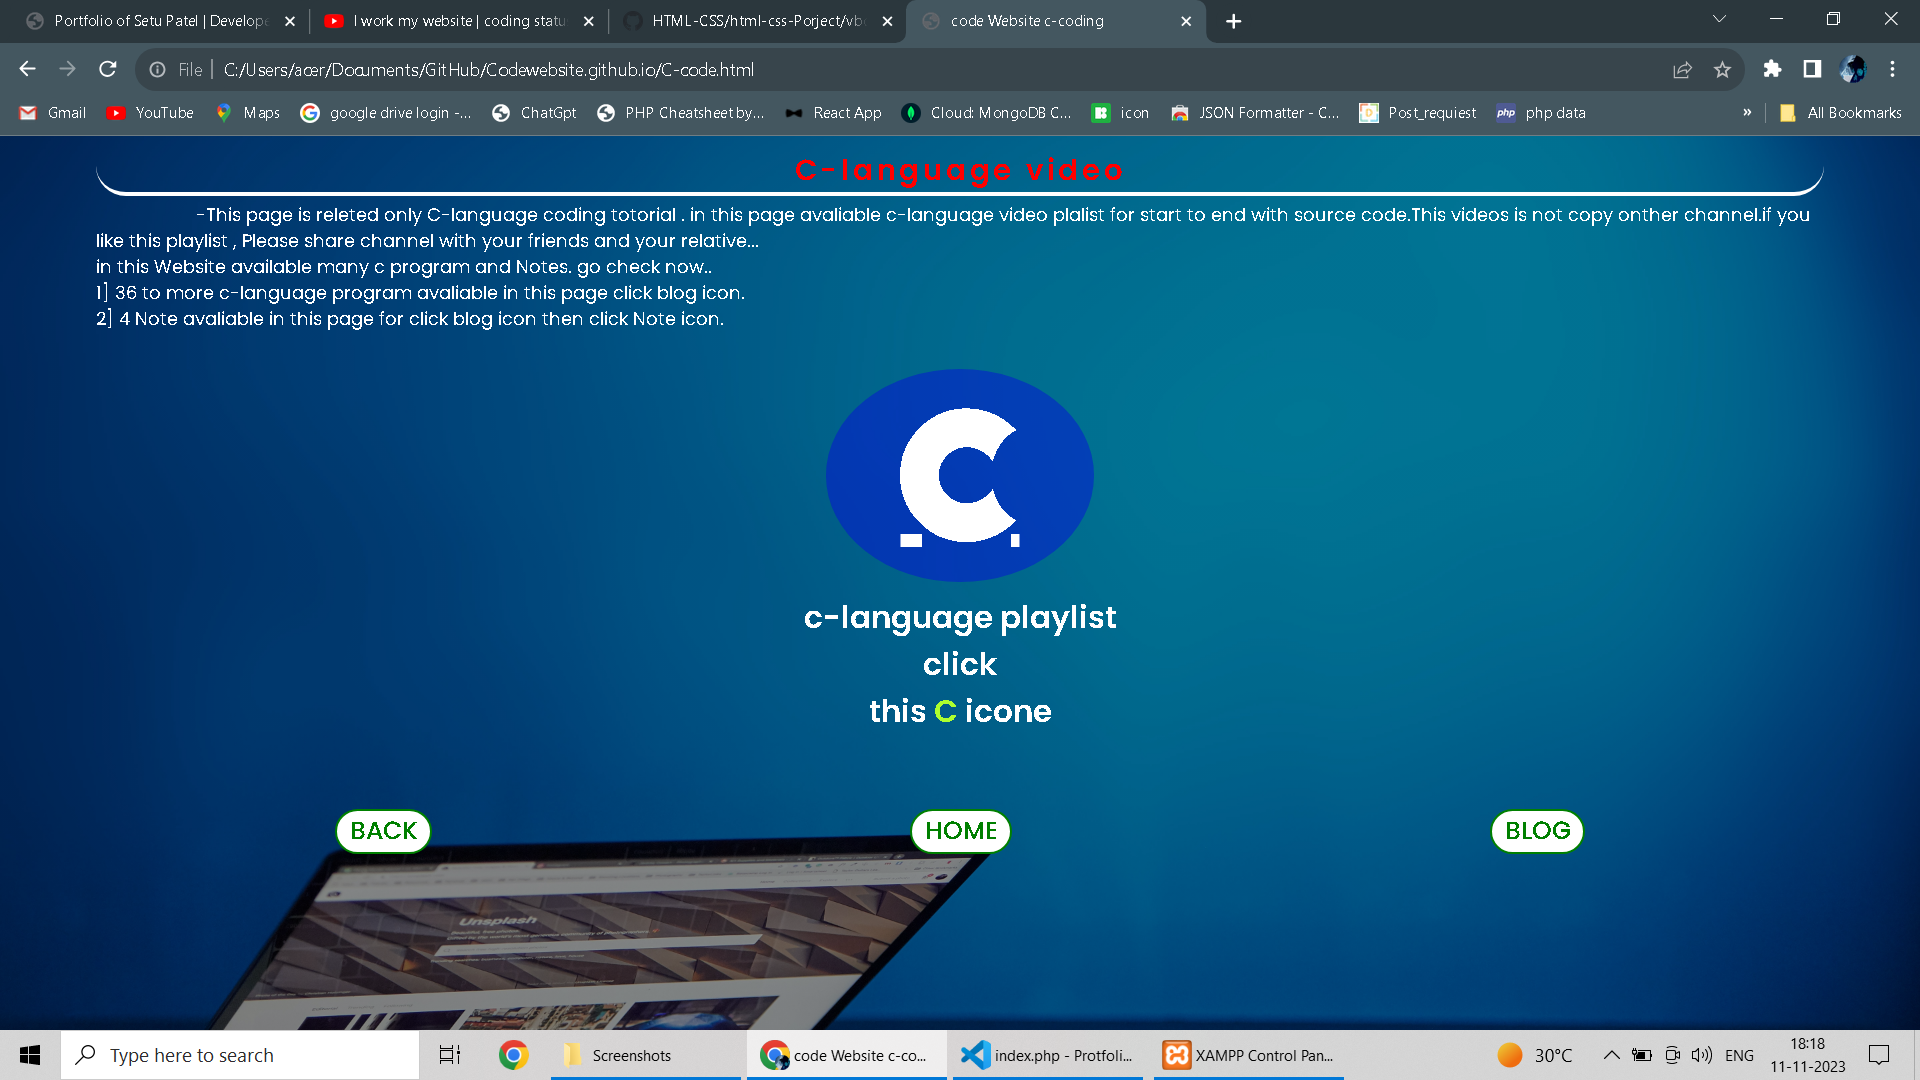 Portfolio of Setu Patel | Develope
I work my website | coding statu
HTML-CSS/html-css-Porject/vb
code Website c-coding
File
C:/Users/acer/Documents/GitHub/Codewebsite.github.io/C-code.html
Gmail
YouTube
Maps
google drive login -...
ChatGpt
PHP Cheatsheet by...
React App
Cloud: MongoDB C...
icon
JSON Formatter - C...
Post_requiest
php
php data
»
All Bookmarks
C-language video
-This page is releted only C-language coding totorial . in this page avaliable c-language video plalist for start to end with source code.This videos is not copy onther channel.if you
like this playlist , Please share channel with your friends and your relative...
in this Website available many c program and Notes. go check now..
1] 36 to more c-language program avaliable in this page click blog icon.
2] 4 Note avaliable in this page for click blog icon then click Note icon.
C
c-language playlist
click
this C icone
BACK
HOME
BLOG
Unsplash
Type here to search
Screenshots
code Website c-co...
index.php - Protfoli...
XAMPP Control Pan...
30°C
ENG
18:18
11-11-2023